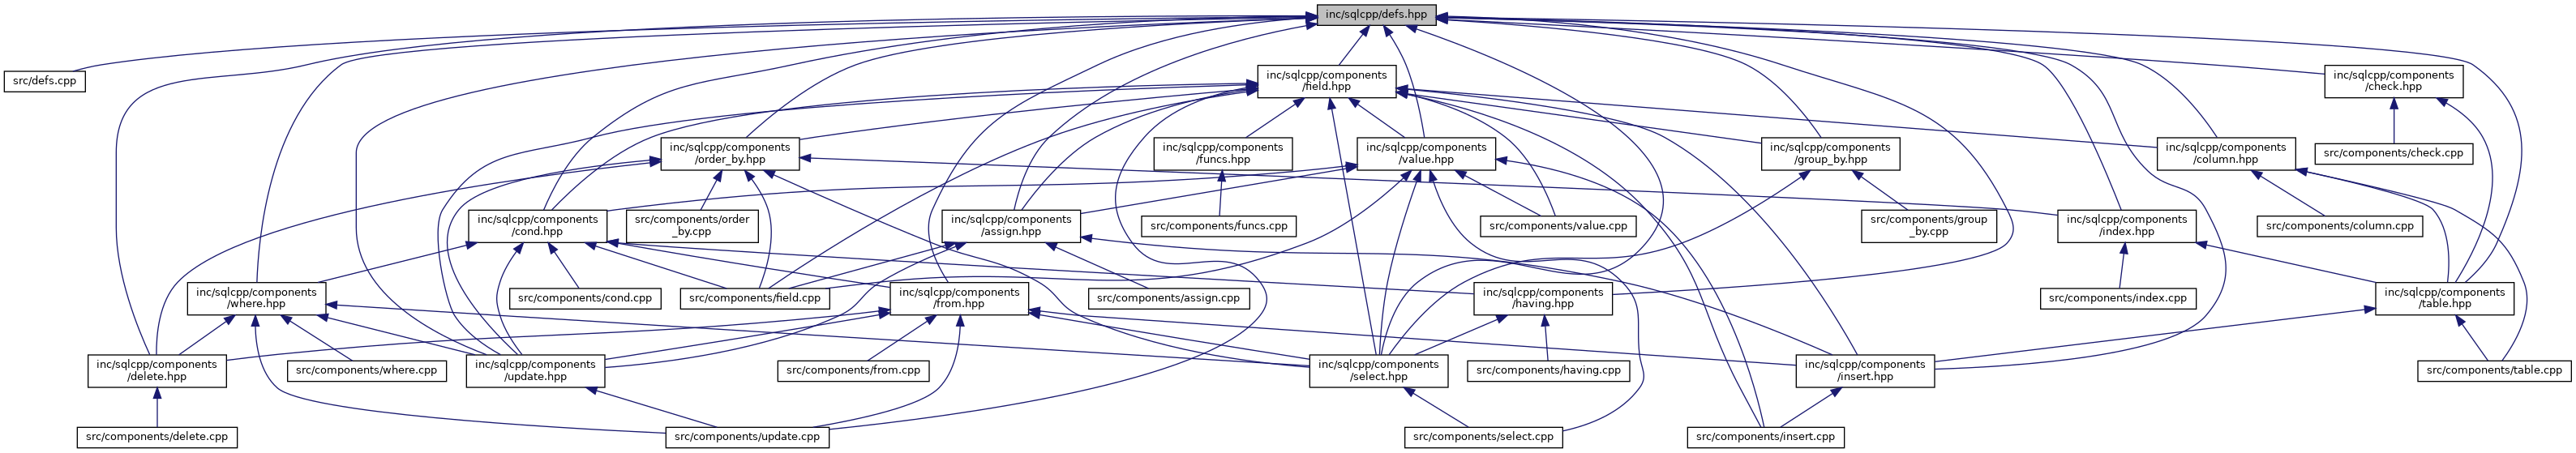 inc/sqlcpp/defs.hpp
src/defs.cpp
inc/sqlcpp/components
/field.hpp
inc/sqlcpp/components
/check.hpp
inc/sqlcpp/components
/order_by.hpp
inc/sqlcpp/components
/funcs.hpp
inc/sqlcpp/components
/value.hpp
inc/sqlcpp/components
/group_by.hpp
inc/sqlcpp/components
/column.hpp
src/components/check.cpp
inc/sqlcpp/components
/cond.hpp
src/components/order
_by.cpp
inc/sqlcpp/components
/assign.hpp
src/components/funcs.cpp
src/components/value.cpp
src/components/group
_by.cpp
inc/sqlcpp/components
/index.hpp
src/components/column.cpp
inc/sqlcpp/components
/where.hpp
src/components/cond.cpp
src/components/field.cpp
inc/sqlcpp/components
/from.hpp
src/components/assign.cpp
inc/sqlcpp/components
/having.hpp
src/components/index.cpp
inc/sqlcpp/components
/table.hpp
inc/sqlcpp/components
/delete.hpp
src/components/where.cpp
inc/sqlcpp/components
/update.hpp
src/components/from.cpp
inc/sqlcpp/components
/select.hpp
src/components/having.cpp
inc/sqlcpp/components
/insert.hpp
src/components/table.cpp
src/components/delete.cpp
src/components/update.cpp
src/components/select.cpp
src/components/insert.cpp